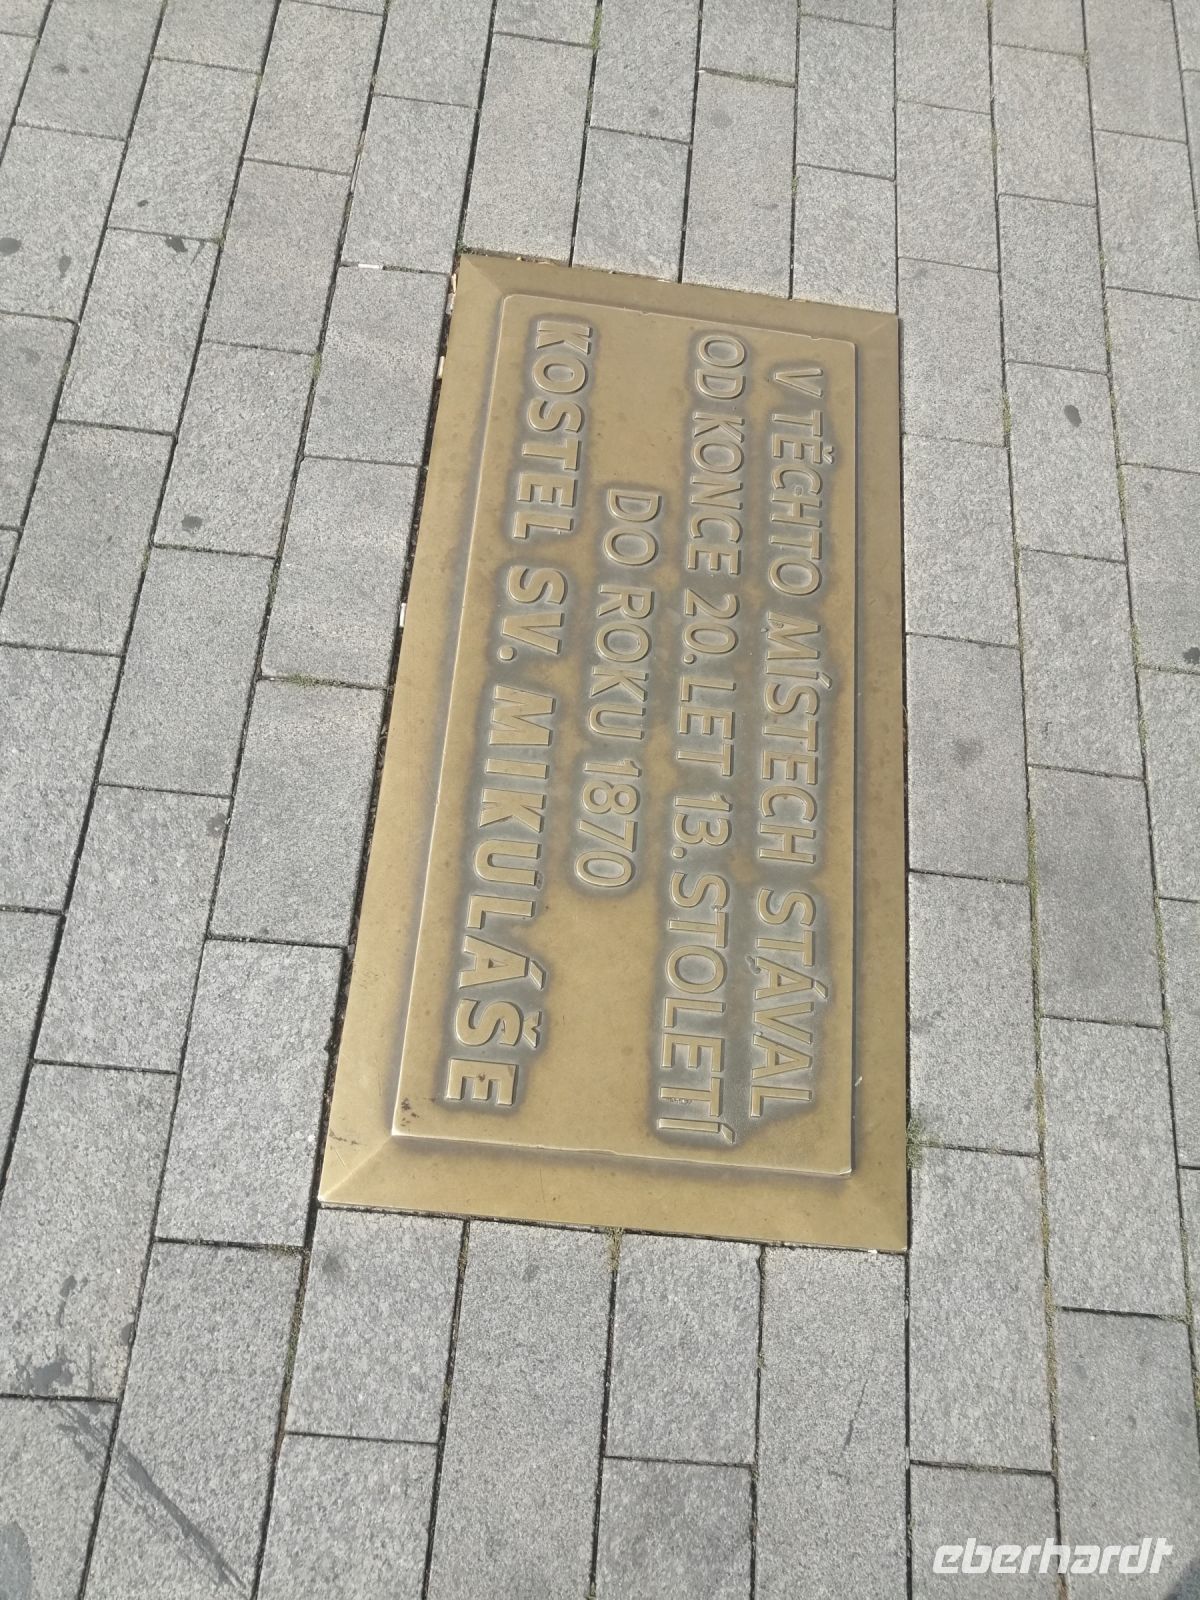 V TĚCHTO MÍSTECH STÁVAL
OD KONCE 20. LET 13. STOLETÍ
DO ROKU 1870
KOSTEL SV. MIKULÁŠE
eberhardt